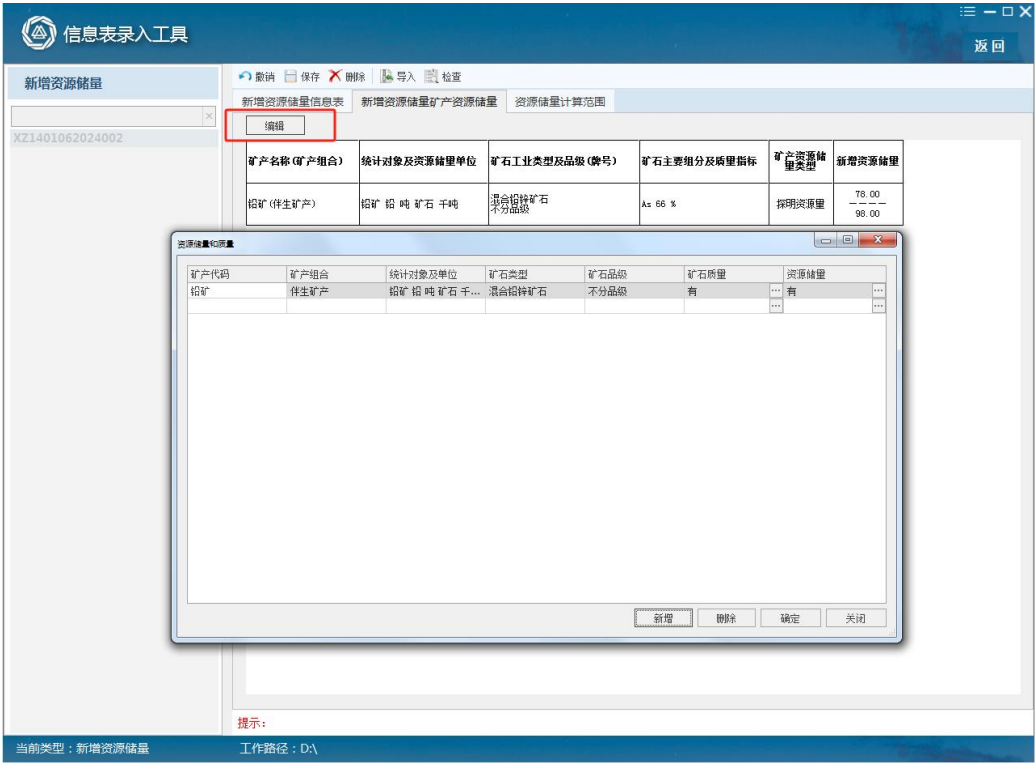 信息表录入工具
返回
新增资源储量
撤销 保存 删除 导入 检查
新增资源储量信息表 新增资源储量矿产资源储量 资源储量计算范围
编辑
XZ1401062024002
矿产名称(矿产组合) 统计对象及资源储量单位 矿石工业类型及品级(牌号) 矿石主要组分及质量指标 矿产资源储量类型 新增资源储量
铅矿(伴生矿产) 铅矿 铅 吨 矿石 千吨 混合铅锌矿石 不分品级 As 66 % 探明资源量 78.00 ---- 98.00
资源储量和质量
矿产代码 矿产组合 统计对象及单位 矿石类型 矿石品级 矿石质量 资源储量
铅矿 伴生矿产 铅矿 铅 吨 矿石 千... 混合铅锌矿石 不分品级 有 ... 有 ...
... ...
新增 删除 确定 关闭
提示：
当前类型：新增资源储量 工作路径：D:\